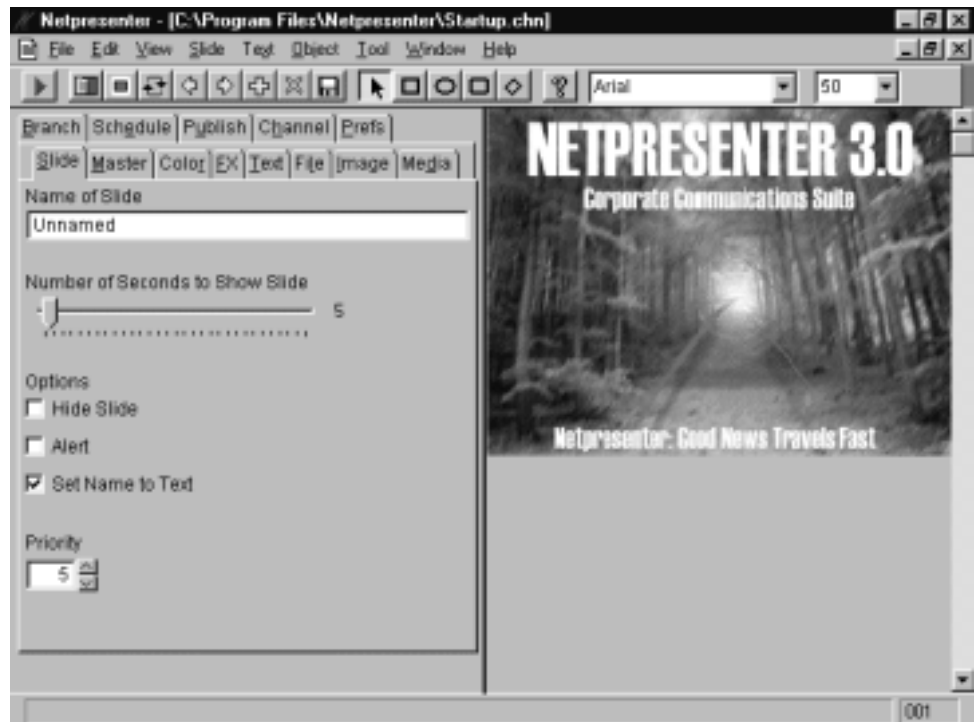 Netpresenter - [C:\Program Files\Netpresenter\Startup.chn]
File Edit View Slide Text Object Tool Window Help
Arial 50
Branch Schedule Publish Channel Prefs
Slide Master Color FX Text File Image Media
Name of Slide
Unnamed
Number of Seconds to Show Slide
5
Options
Hide Slide
Alert
Set Name to Text
Priority
5
NETPRESENTER 3.0
Corporate Communications Suite
Netpresenter: Good News Travels Fast
001